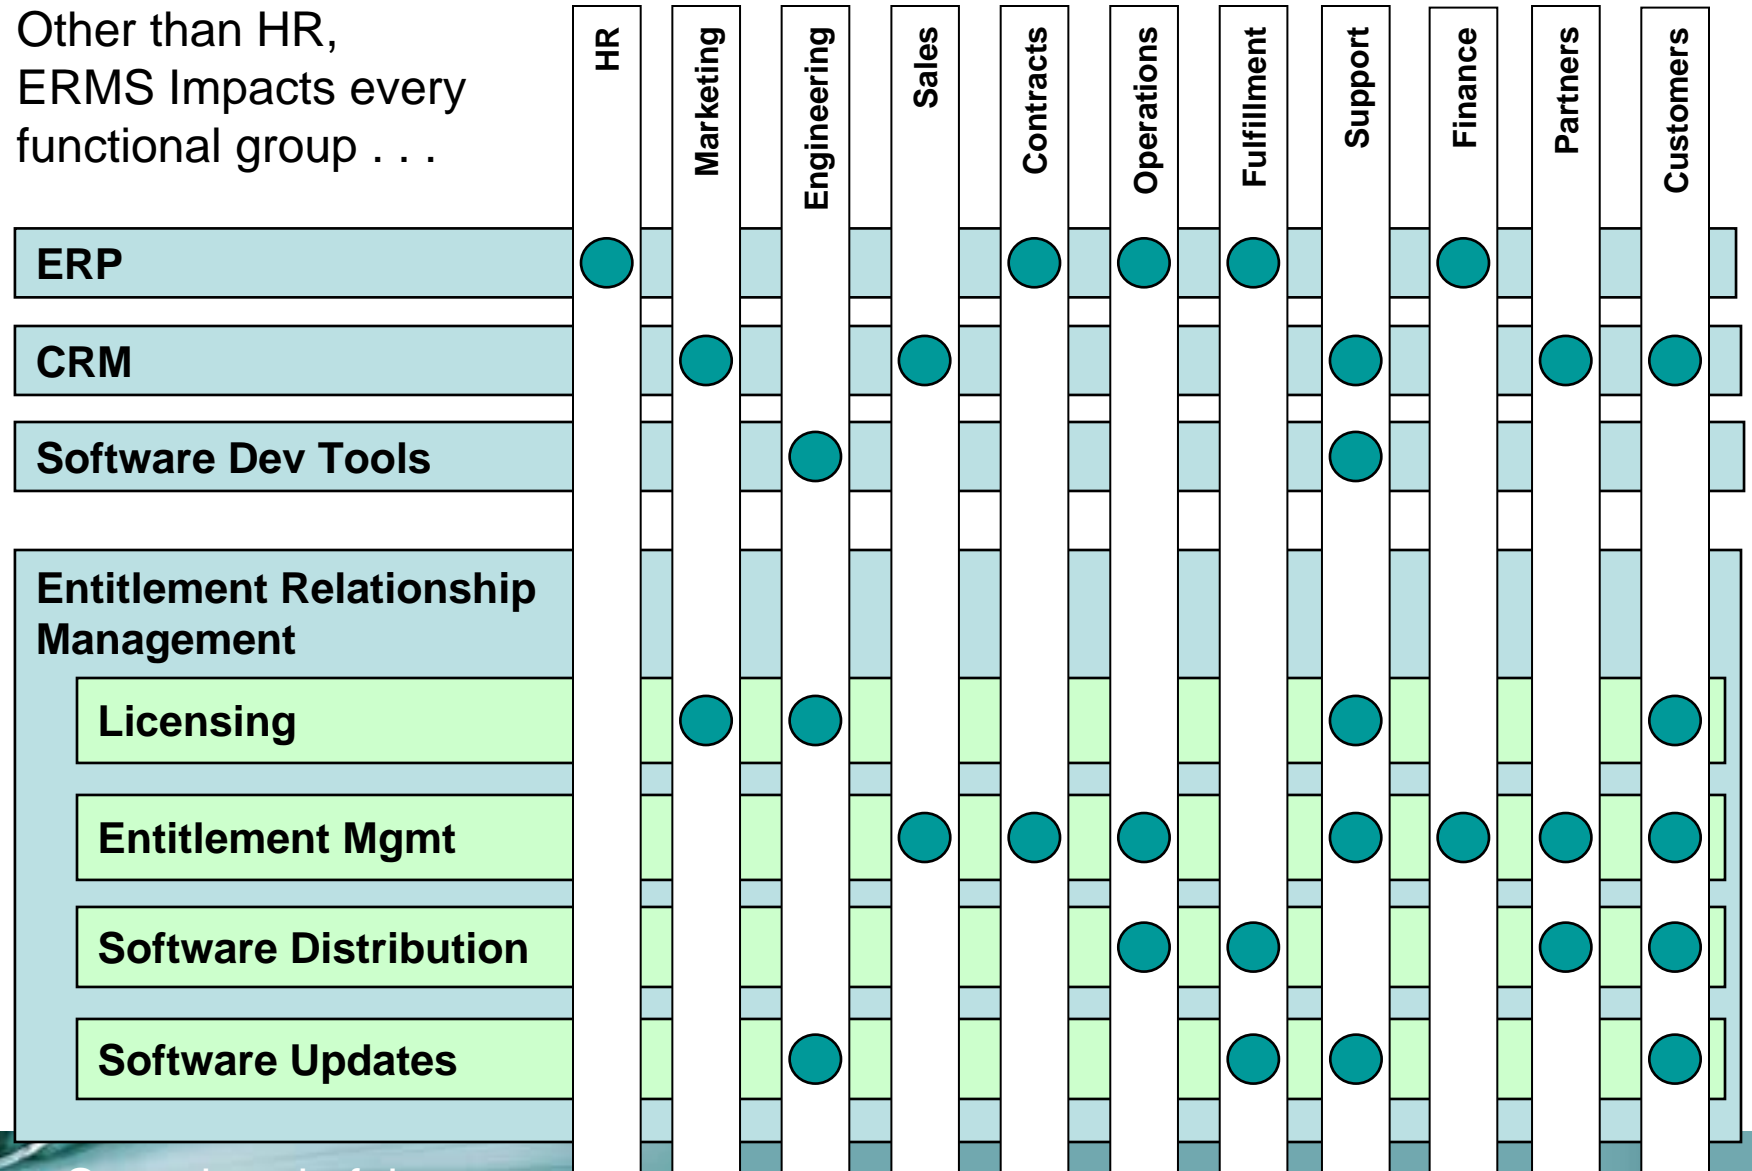 Other than HR,
ERMS Impacts every
functional group . . .
HR
Marketing
Engineering
Sales
Contracts
Operations
Fulfillment
Support
Finance
Partners
Customers
ERP
CRM
Software Dev Tools
Entitlement Relationship
Management
Licensing
Entitlement Mgmt
Software Distribution
Software Updates